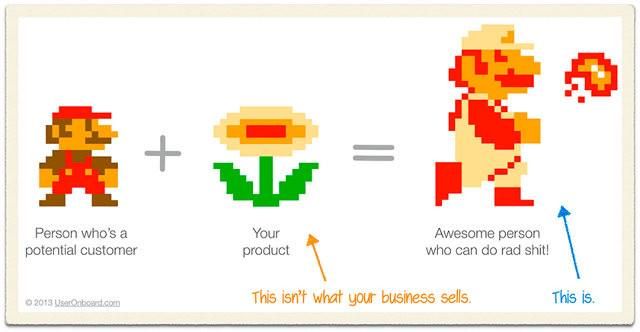 Person who's a
potential customer
Your
product
Awesome person
who can do rad shit!
This isn't what your business sells.
This is.
© 2013 UserOnboard.com